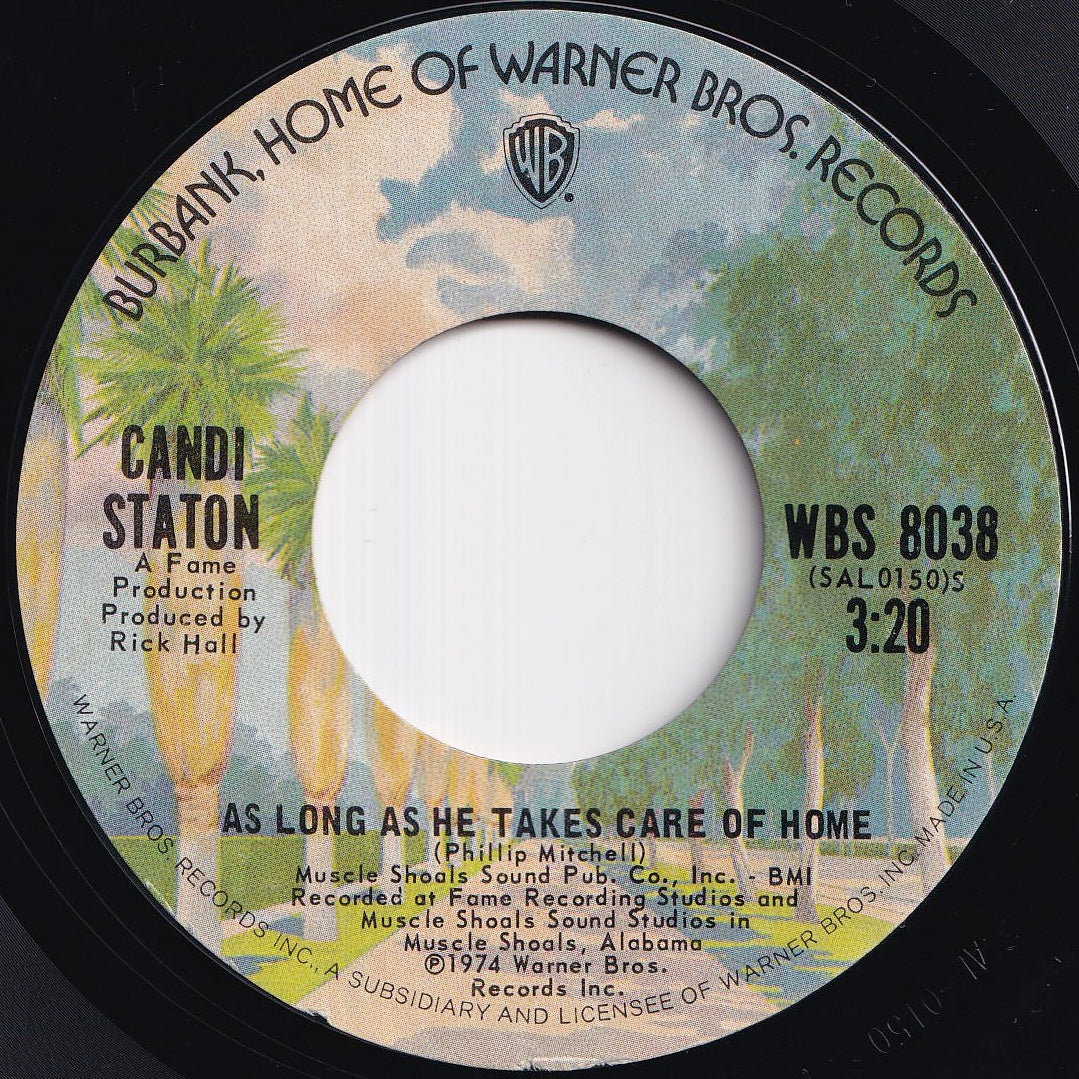 BURBANK, HOME OF WARNER BROS. RECORDS
WB
CANDI
STATON
A Fame
Production
Produced by
Rick Hall
WBS 8038
(SAL0150)S
3:20
AS LONG AS HE TAKES CARE OF HOME
(Phillip Mitchell)
Muscle Shoals Sound Pub. Co., Inc. - BMI
Recorded at Fame Recording Studios and
Muscle Shoals Sound Studios in
Muscle Shoals, Alabama
℗1974 Warner Bros.
Records Inc.
WARNER BROS. RECORDS INC., A SUBSIDIARY AND LICENSEE OF WARNER BROS. INC. MADE IN U.S.A.
AL-0150